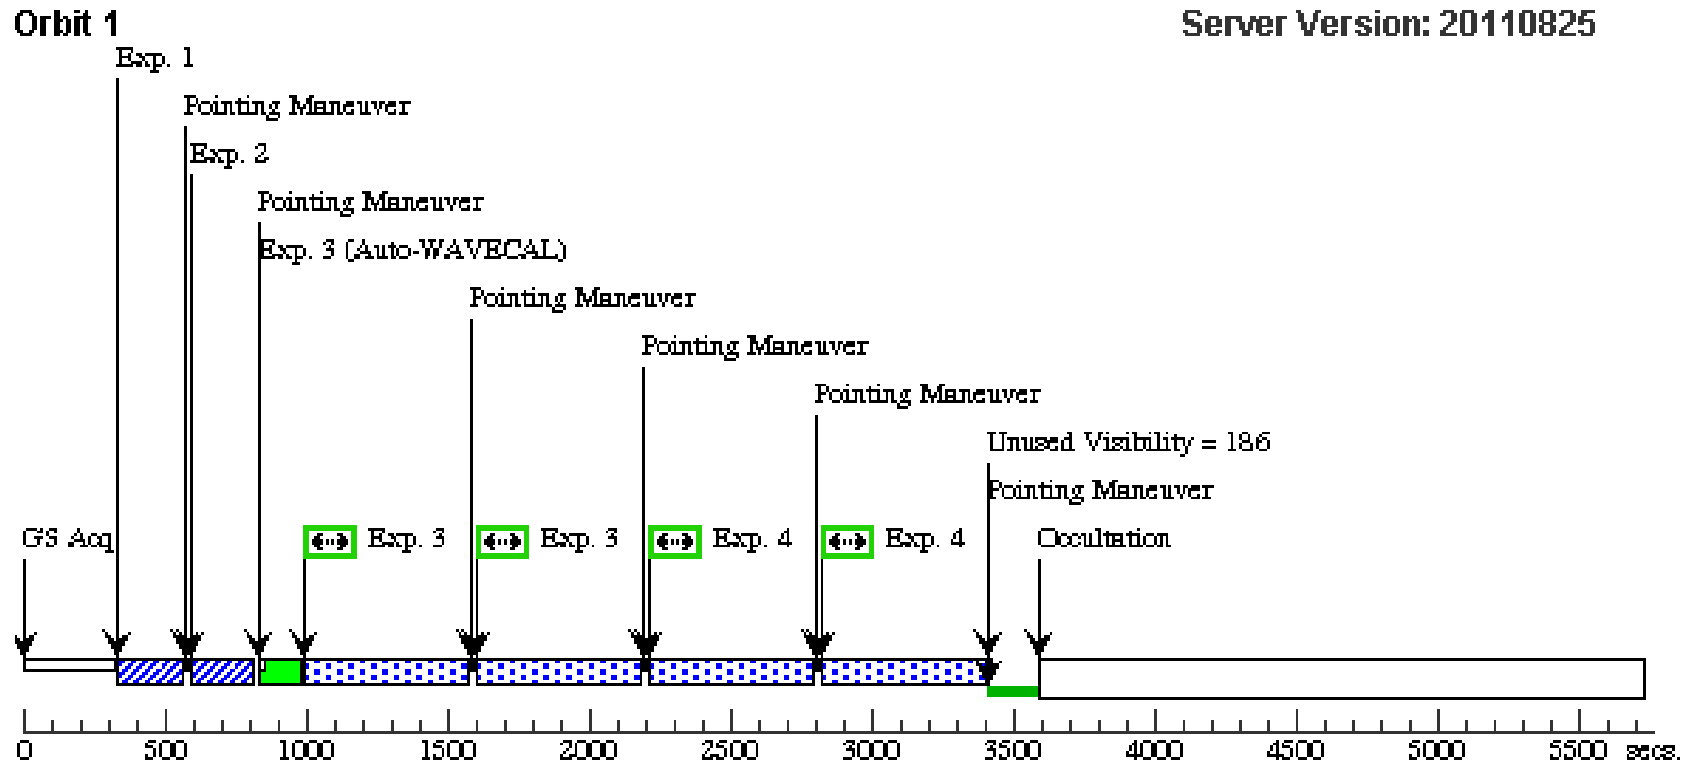 Orbit 1
Server Version: 20110825
Exp. 1
Pointing Maneuver
Exp. 2
Pointing Maneuver
Exp. 3 (Auto-WAVECAL)
Pointing Maneuver
Pointing Maneuver
Pointing Maneuver
Unused Visibility = 186
Pointing Maneuver
GS Acq
Exp. 3
Exp. 3
Exp. 4
Exp. 4
Occultation
0 500 1000 1500 2000 2500 3000 3500 4000 4500 5000 5500 secs.